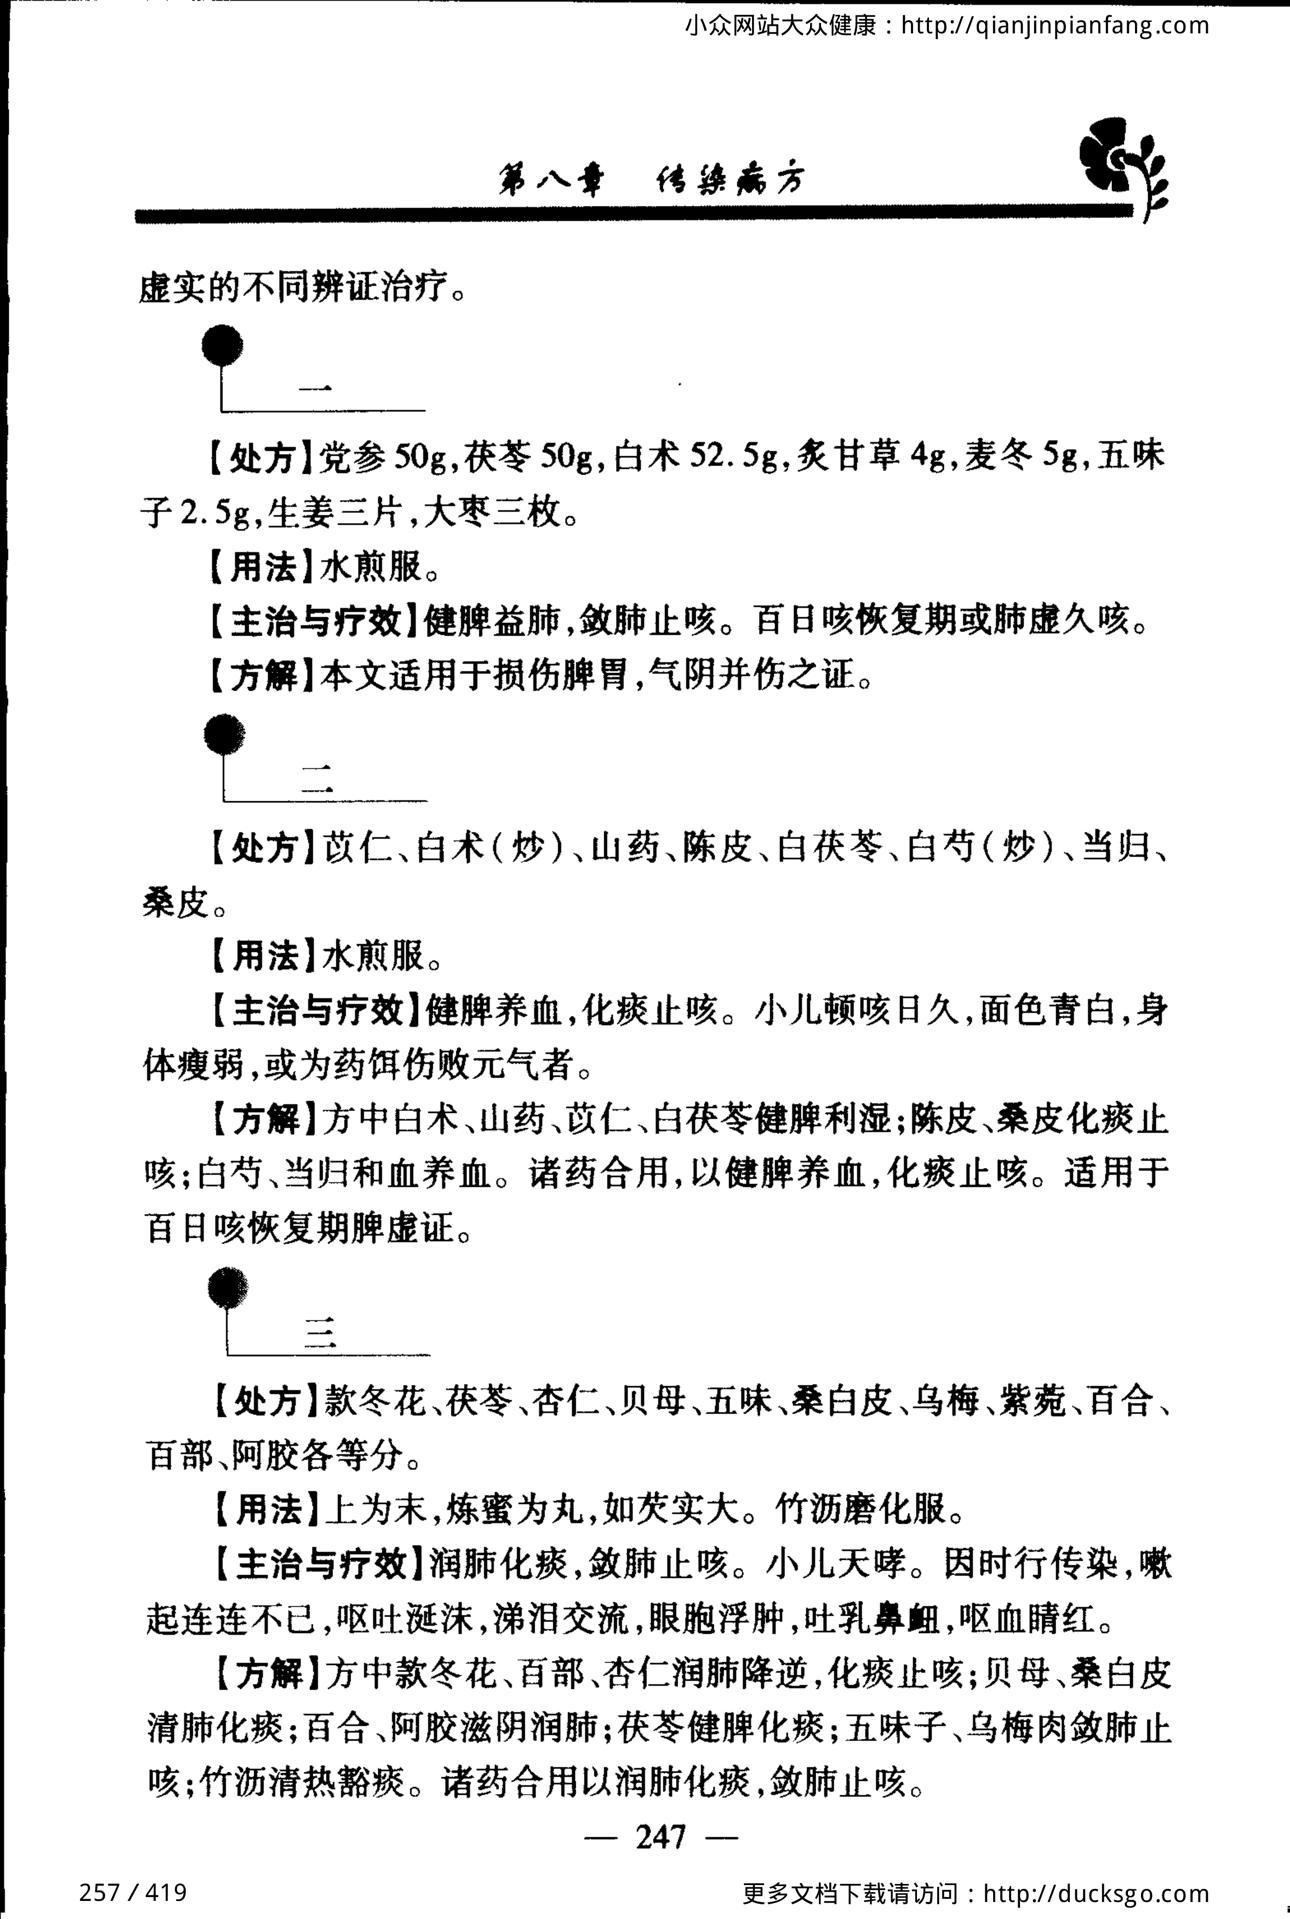 小众网站大众健康：http://qianjinpianfang.com
第八章 传染病方
虚实的不同辨证治疗。
一
【处方】党参 50g,茯苓 50g,白术 52.5g,炙甘草 4g,麦冬 5g,五味
子 2.5g,生姜三片,大枣三枚。
【用法】水煎服。
【主治与疗效】健脾益肺,敛肺止咳。百日咳恢复期或肺虚久咳。
【方解】本文适用于损伤脾胃,气阴并伤之证。
二
【处方】苡仁、白术(炒)、山药、陈皮、白茯苓、白芍(炒)、当归、
桑皮。
【用法】水煎服。
【主治与疗效】健脾养血,化痰止咳。小儿顿咳日久,面色青白,身
体瘦弱,或为药饵伤败元气者。
【方解】方中白术、山药、苡仁、白茯苓健脾利湿;陈皮、桑皮化痰止
咳;白芍、当归和血养血。诸药合用,以健脾养血,化痰止咳。适用于
百日咳恢复期脾虚证。
三
【处方】款冬花、茯苓、杏仁、贝母、五味、桑白皮、乌梅、紫菀、百合、
百部、阿胶各等分。
【用法】上为末,炼蜜为丸,如芡实大。竹沥磨化服。
【主治与疗效】润肺化痰,敛肺止咳。小儿天哮。因时行传染,嗽
起连连不已,呕吐涎沫,涕泪交流,眼胞浮肿,吐乳鼻衄,呕血睛红。
【方解】方中款冬花、百部、杏仁润肺降逆,化痰止咳;贝母、桑白皮
清肺化痰;百合、阿胶滋阴润肺;茯苓健脾化痰;五味子、乌梅肉敛肺止
咳;竹沥清热豁痰。诸药合用以润肺化痰,敛肺止咳。
— 247 —
257 / 419
更多文档下载请访问：http://ducksgo.com